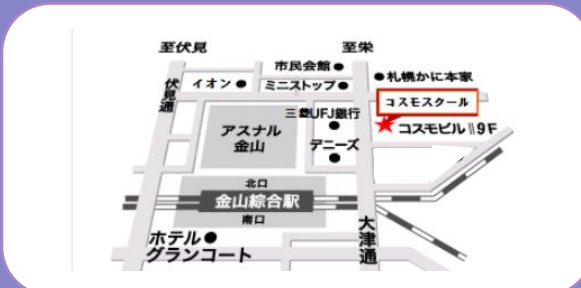 至伏見
至栄
市民会館
札幌かに本家
伏見通
イオン
ミニストップ
コスモスクール
三菱UFJ銀行
コスモビル 9F
アスナル
金山
デニーズ
北口
金山綜合駅
南口
大津通
ホテル
グランコート